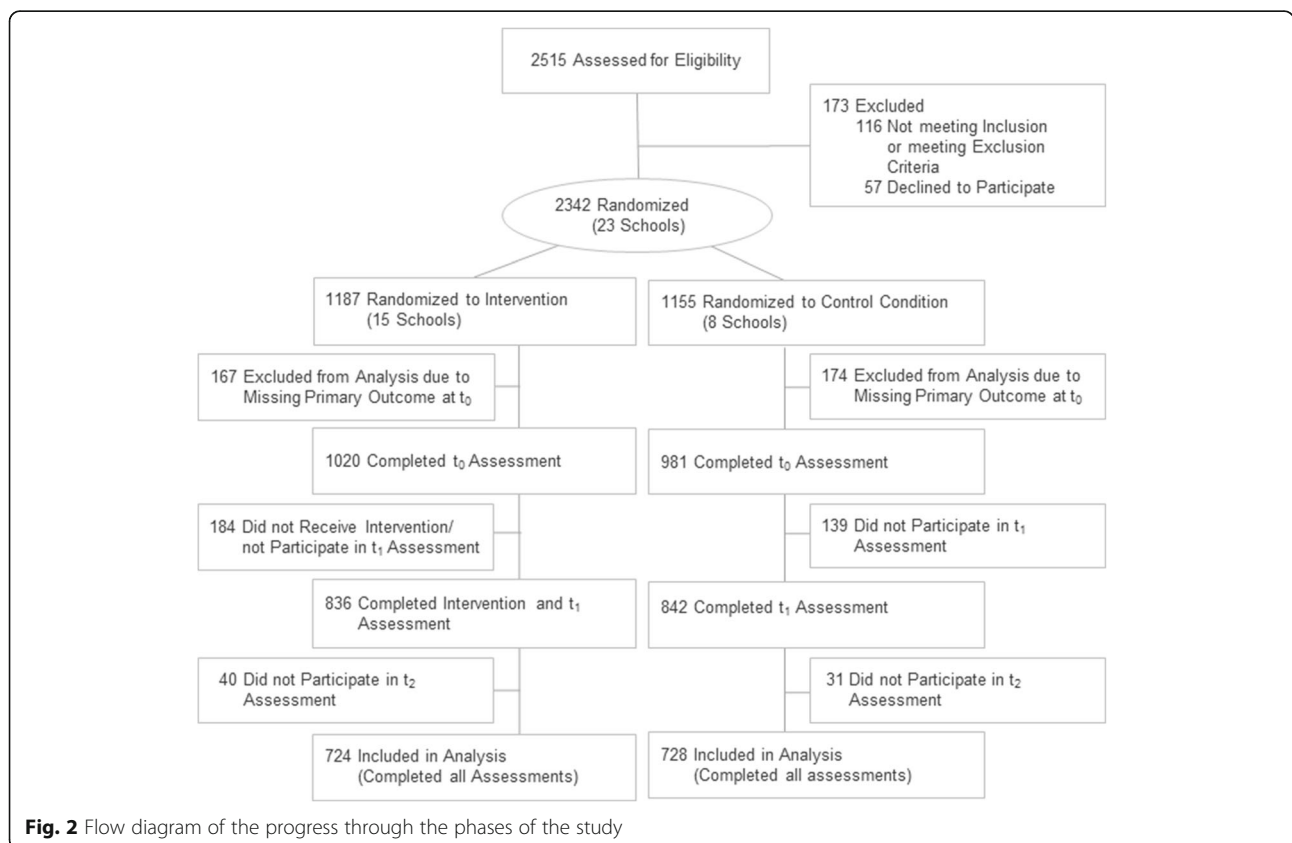 2515 Assessed for Eligibility
173 Excluded
116 Not meeting Inclusion
or meeting Exclusion
Criteria
57 Declined to Participate
2342 Randomized
(23 Schools)
1187 Randomized to Intervention
(15 Schools)
1155 Randomized to Control Condition
(8 Schools)
167 Excluded from Analysis due to
Missing Primary Outcome at t₀
174 Excluded from Analysis due to
Missing Primary Outcome at t₀
1020 Completed t₀ Assessment
981 Completed t₀ Assessment
184 Did not Receive Intervention/
not Participate in t₁ Assessment
139 Did not Participate in t₁
Assessment
836 Completed Intervention and t₁
Assessment
842 Completed t₁ Assessment
40 Did not Participate in t₂
Assessment
31 Did not Participate in t₂
Assessment
724 Included in Analysis
(Completed all Assessments)
728 Included in Analysis
(Completed all assessments)
Fig. 2 Flow diagram of the progress through the phases of the study